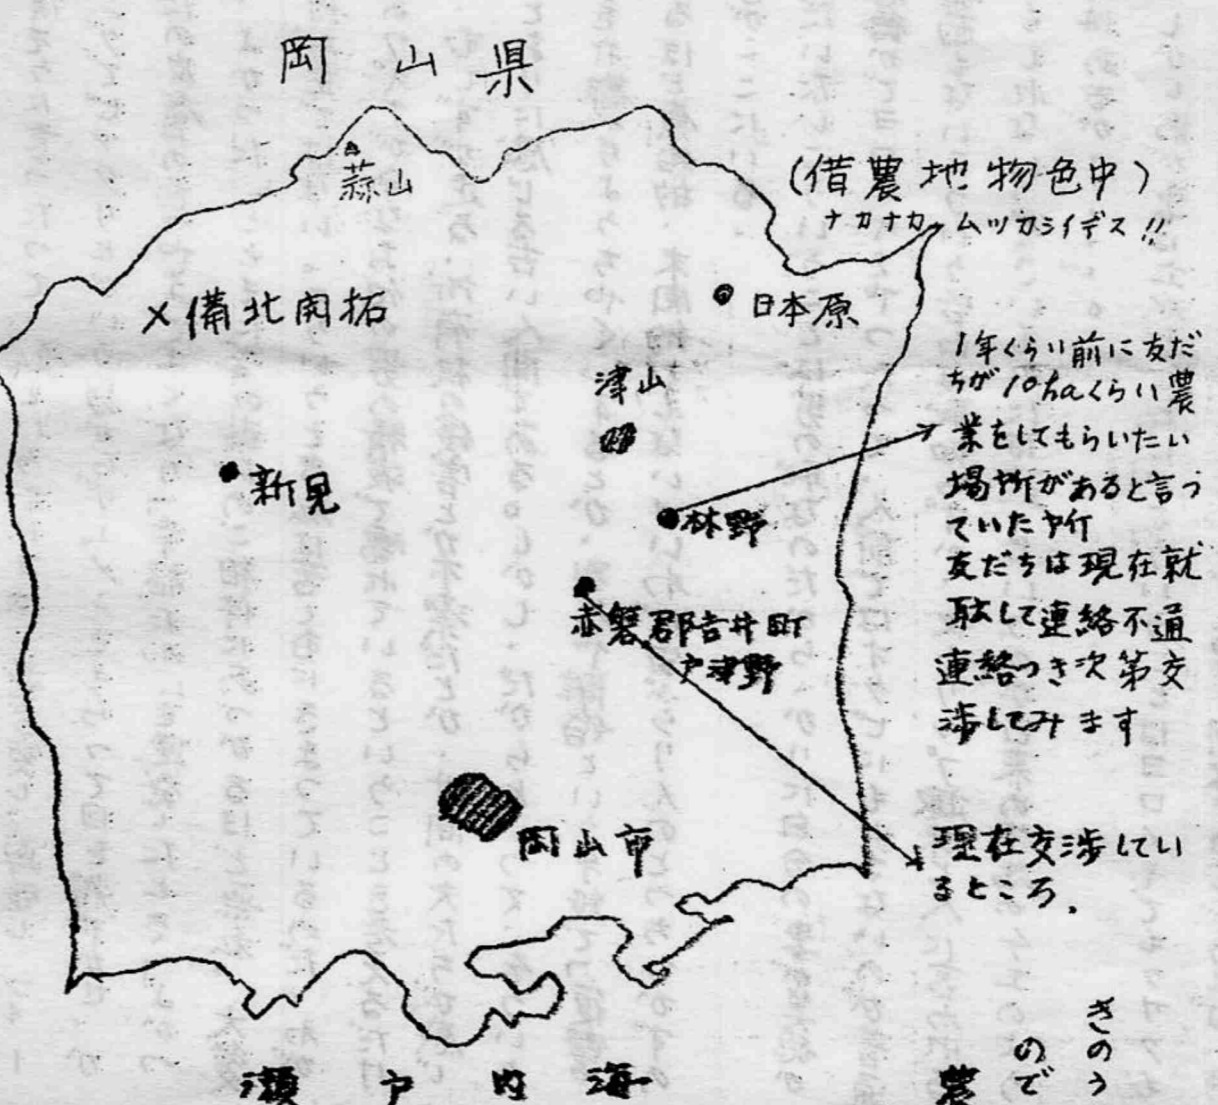 岡山県
蒜山
(借農地物色中)
ナカナカ ムツカシイデス!!
×備北開拓
日本原
津山
新見
林野
赤磐郡吉井町
戸津野
岡山市
1年くらい前に友だ
ちが10haくらい農
業をしてもらいたい
場所があると言っ
ていた所
友だちは現在就
職して連絡不通
連絡つき次第交
渉してみます
現在交渉してい
るところ.
瀬戸内海
きのう
ので
農